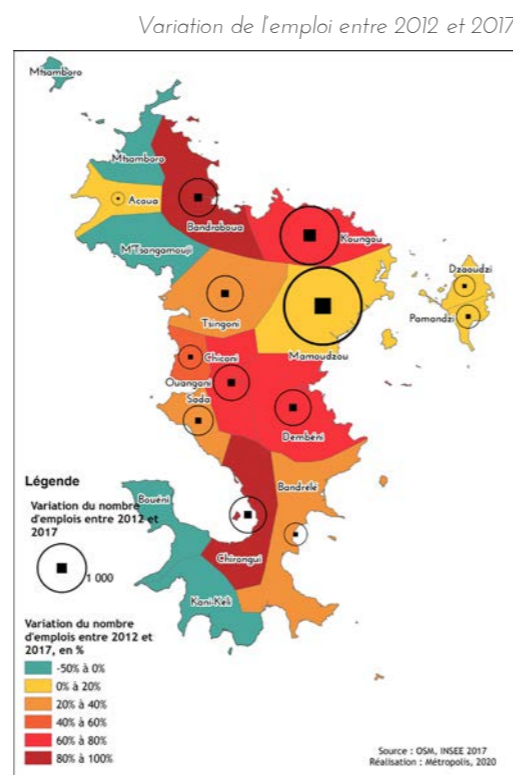 Variation de l'emploi entre 2012 et 2017
Mtsamboro
Mtsamboro
Acoua
Bandraboua
Koungou
M'Tsangamouji
Dzaoudzi
Pamandzi
Tsingoni
Mamoudzou
Chiconi
Ouangani
Sada
Dembéni
Légende
Bandrélé
Variation du nombre
d'emplois entre 2012 et
2017
Bouéni
1 000
Chirongui
Kani-Kéli
Variation du nombre
d'emplois entre 2012 et
2017, en %
-50% à 0%
0% à 20%
20% à 40%
40% à 60%
60% à 80%
80% à 100%
Source : OSM, INSEE 2017
Réalisation : Métropolis, 2020